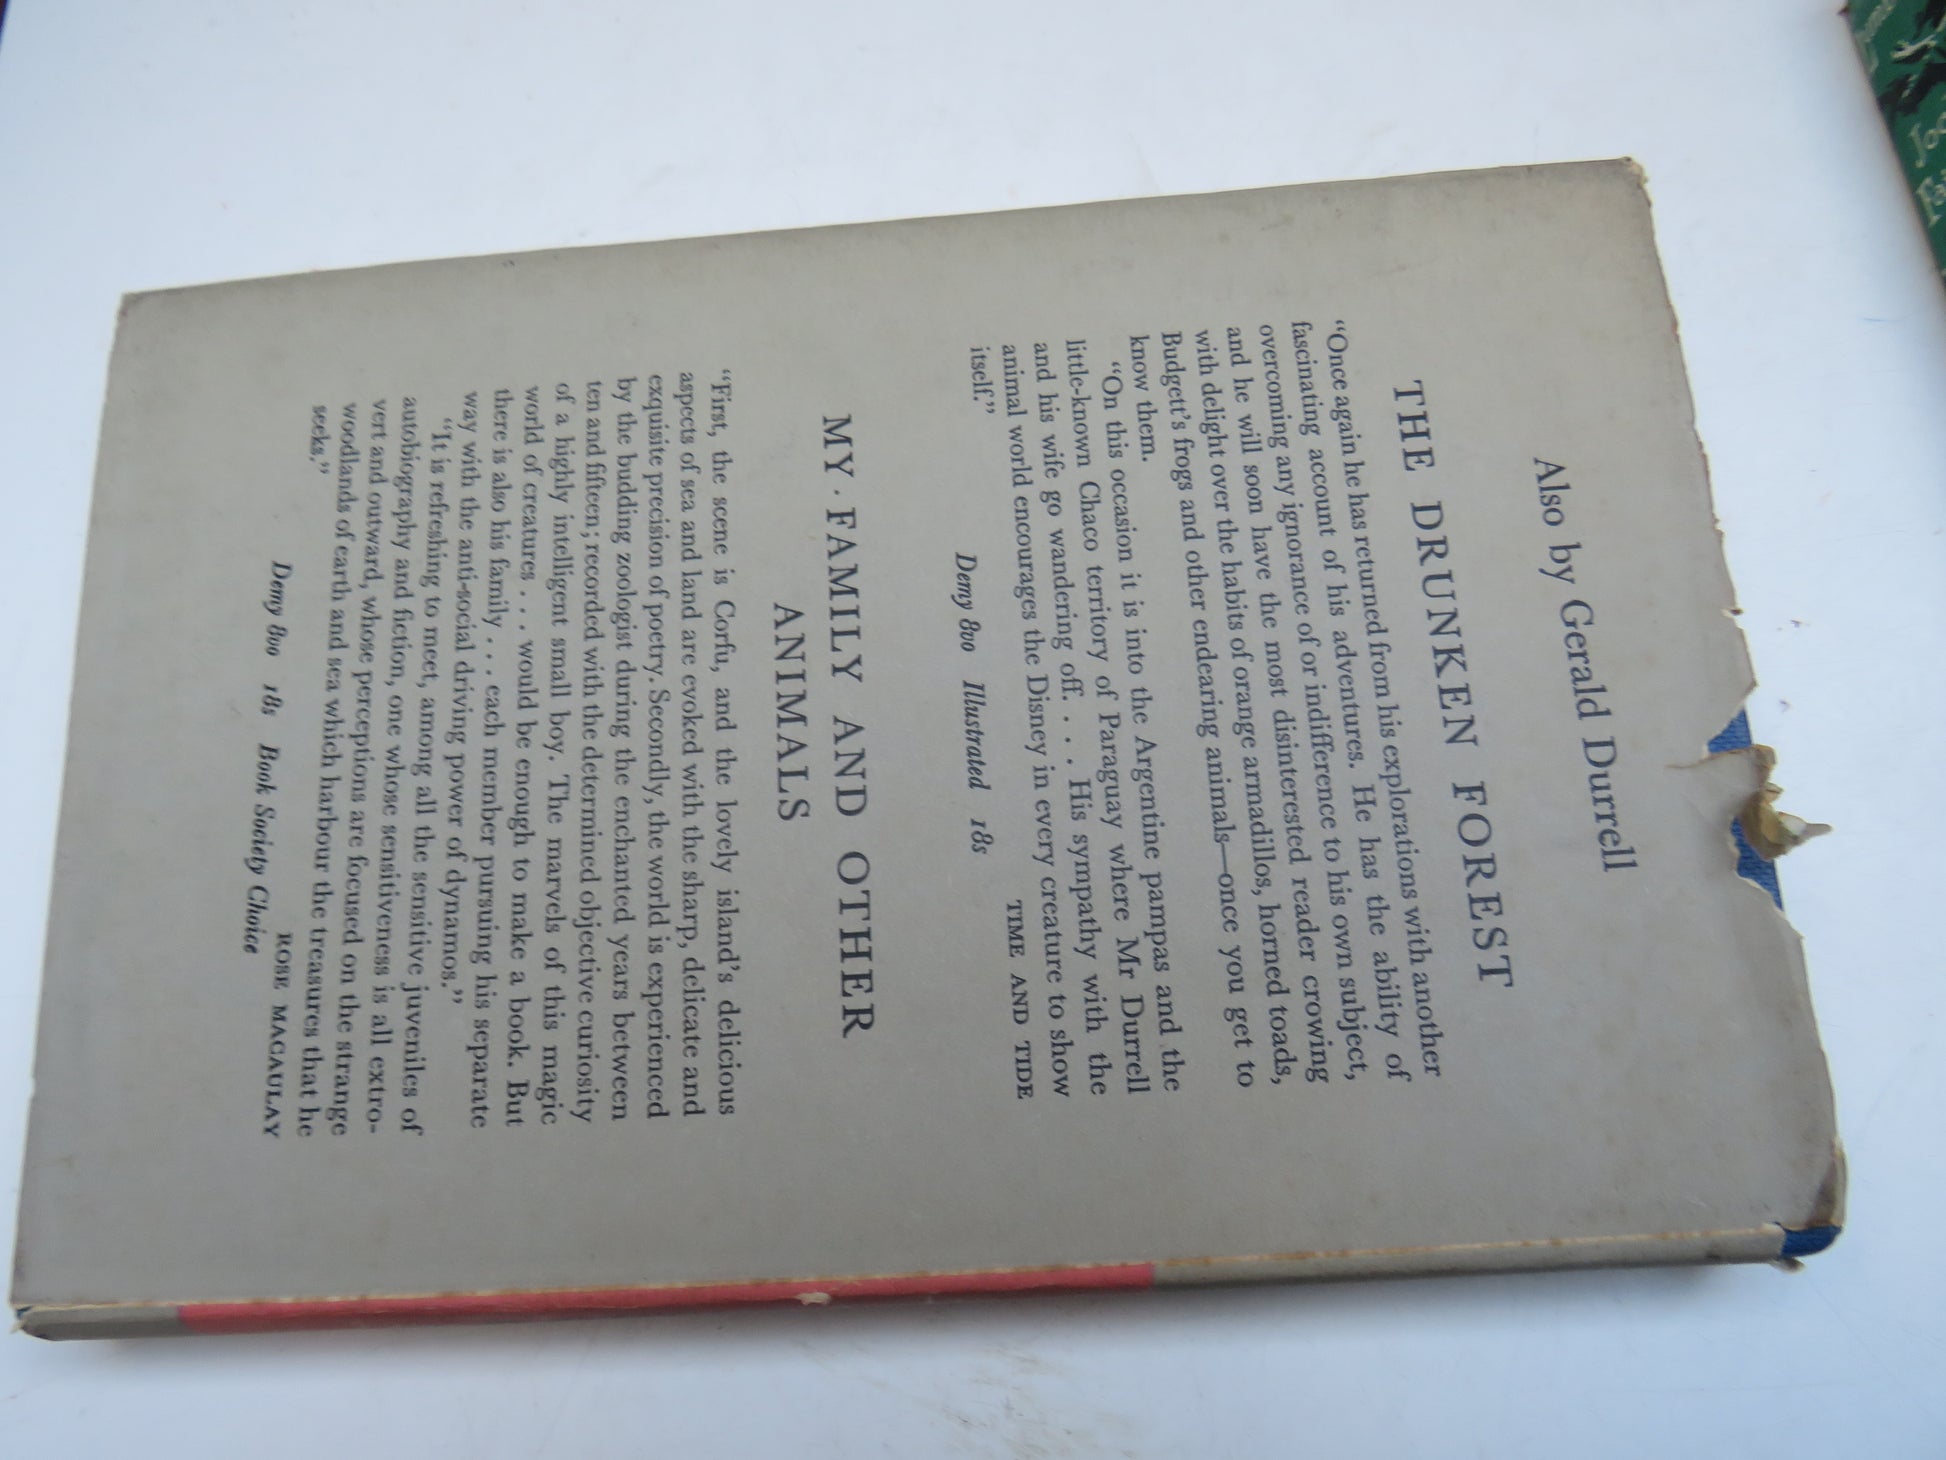 Also by Gerald Durrell
THE DRUNKEN FOREST
“Once again he has returned from his explorations with another
fascinating account of his adventures. He has the ability of
overcoming any ignorance of or indifference to his own subject,
and he will soon have the most disinterested reader crowing
with delight over the habits of orange armadillos, horned toads,
Budgett’s frogs and other endearing animals—once you get to
know them.
“On this occasion it is into the Argentine pampas and the
little-known Chaco territory of Paraguay where Mr Durrell
and his wife go wandering off. . . . His sympathy with the
animal world encourages the Disney in every creature to show
itself.”
TIME AND TIDE
Demy 8vo Illustrated 18s
MY·FAMILY AND OTHER
ANIMALS
“First, the scene is Corfu, and the lovely island’s delicious
aspects of sea and land are evoked with the sharp, delicate and
exquisite precision of poetry. Secondly, the world is experienced
by the budding zoologist during the enchanted years between
ten and fifteen; recorded with the determined objective curiosity
of a highly intelligent small boy. The marvels of this magic
world of creatures . . . would be enough to make a book. But
there is also his family . . . each member pursuing his separate
way with the anti-social driving power of dynamos.”
“It is refreshing to meet, among all the sensitive juveniles of
autobiography and fiction, one whose sensitiveness is all extro-
vert and outward, whose perceptions are focused on the strange
woodlands of earth and sea which harbour the treasures that he
seeks.”
ROSE MACAULAY
Demy 8vo 18s Book Society Choice